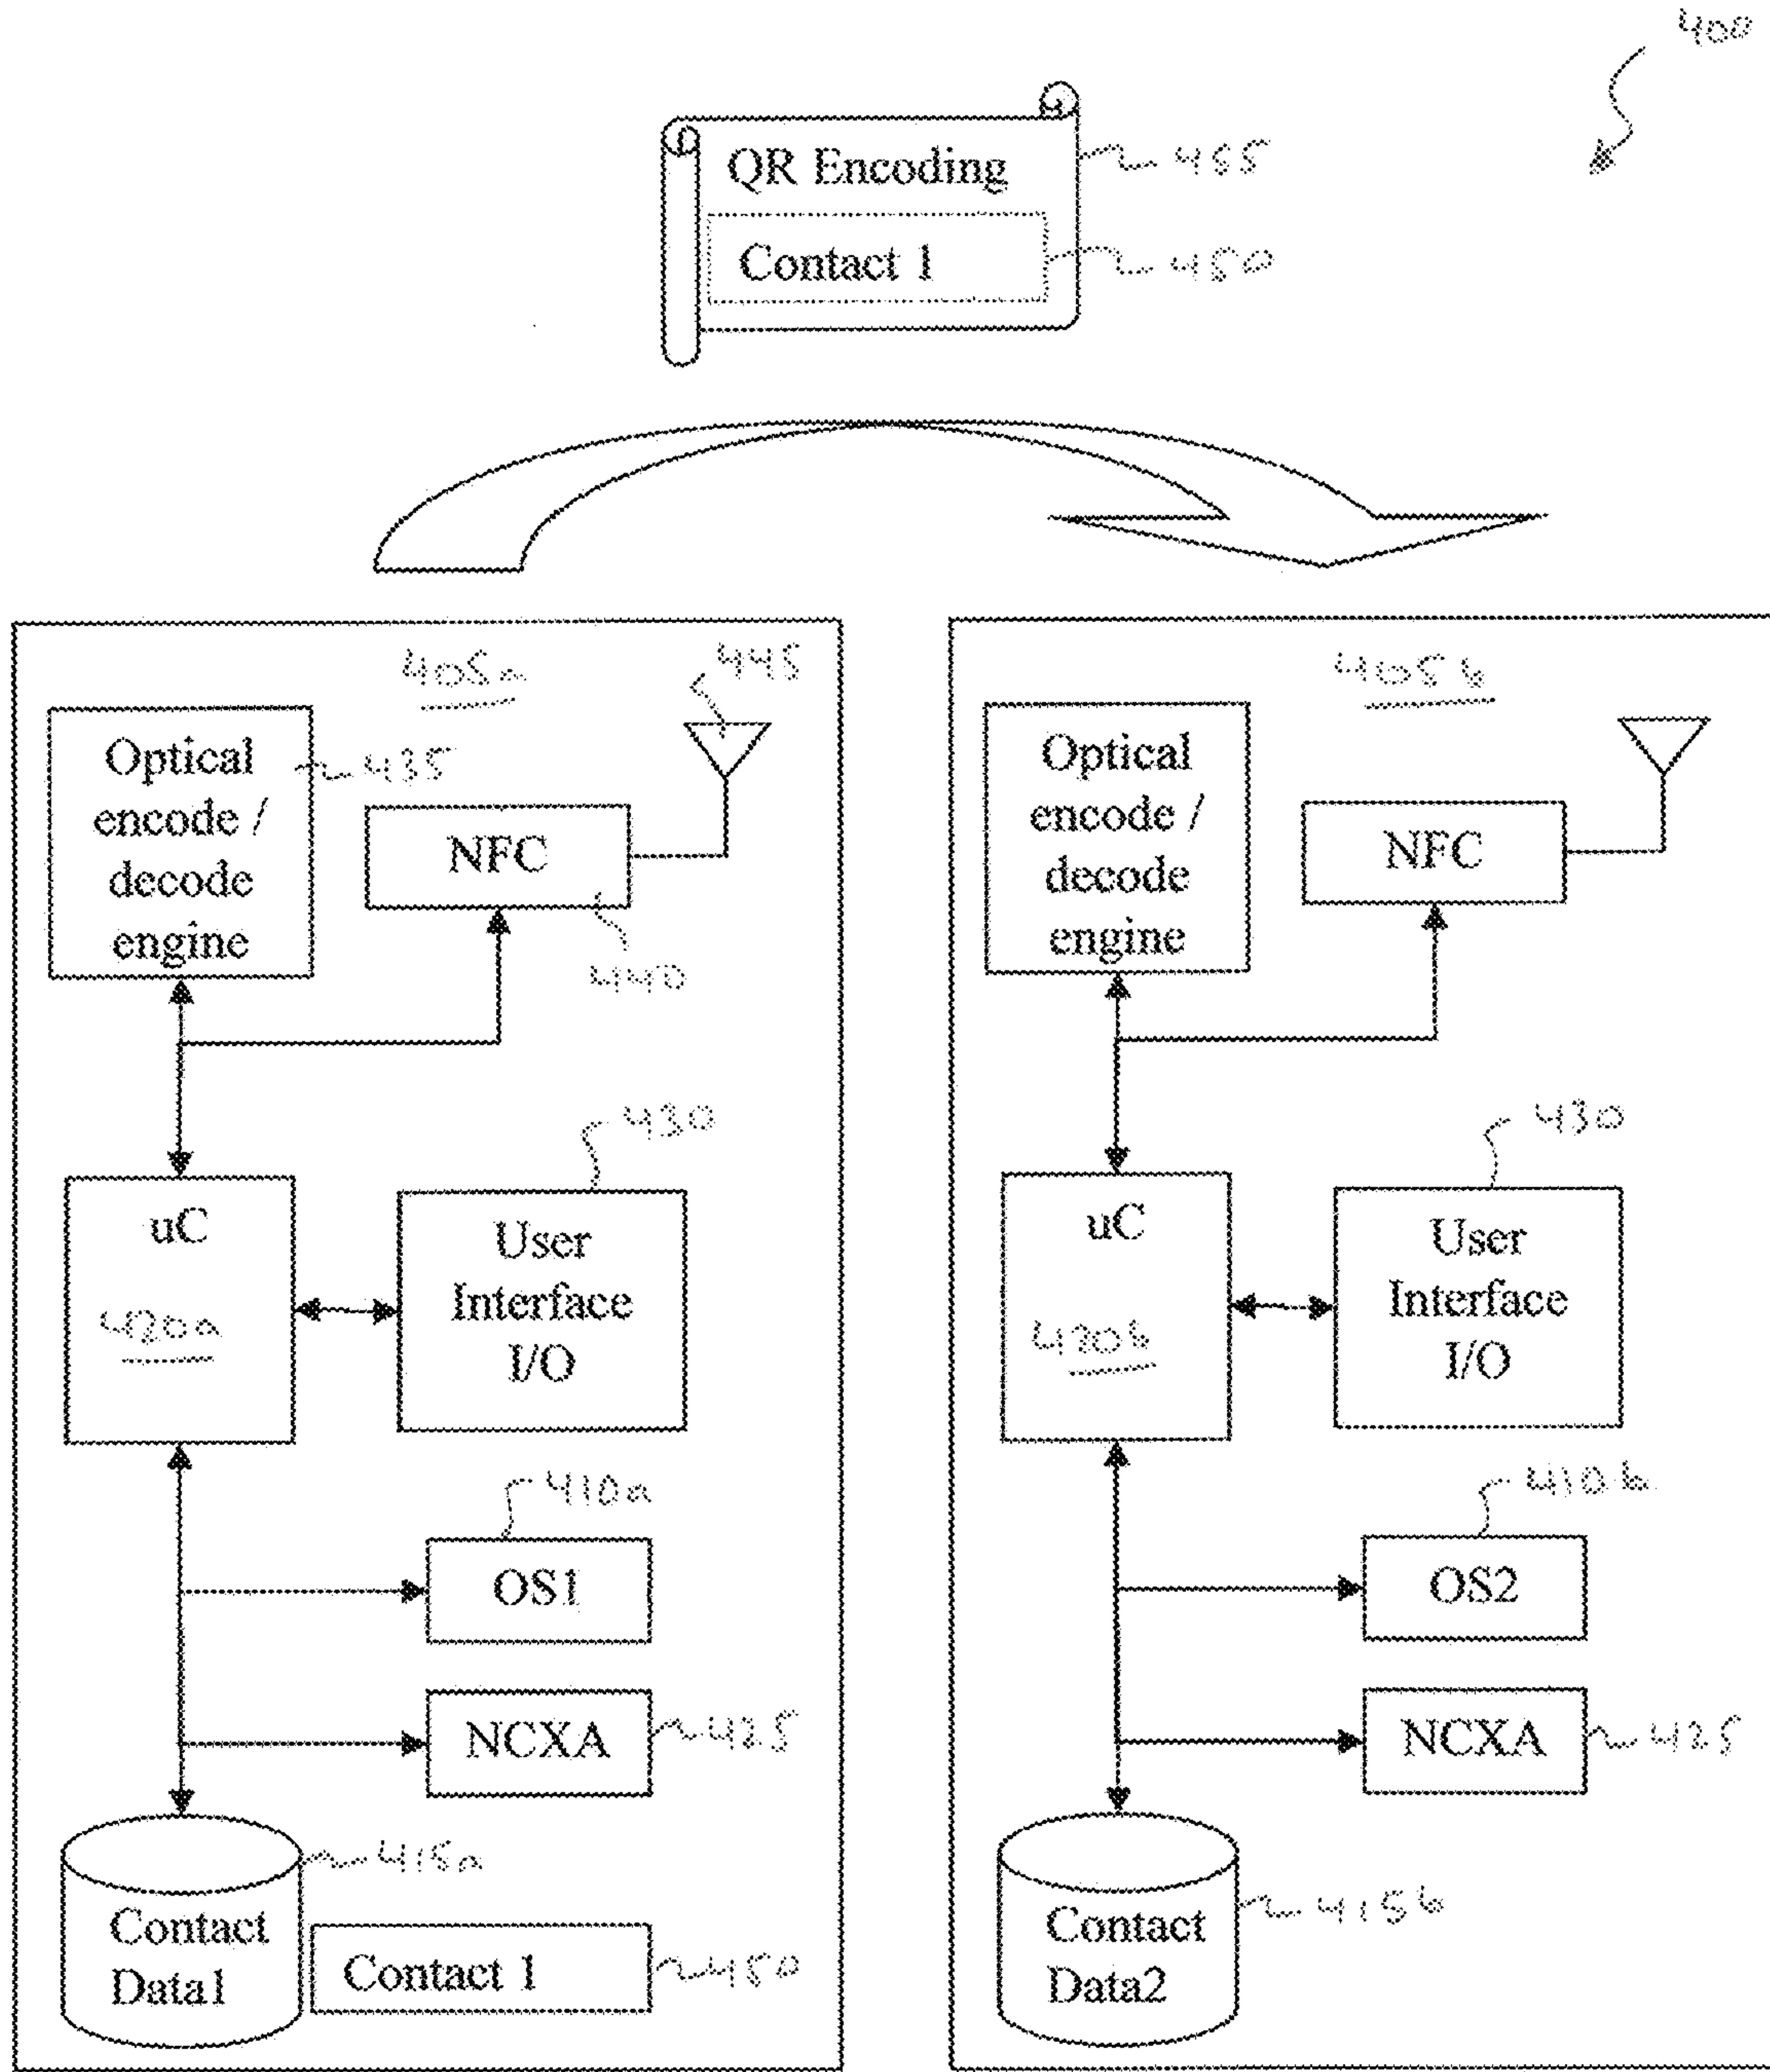 400
QR Encoding
455
Contact 1
450
405a
445
Optical
encode /
decode
engine
435
NFC
440
430
uC
420a
User
Interface
I/O
410a
OS1
NCXA
425
415a
Contact
Data1
Contact 1
450
405b
Optical
encode /
decode
engine
NFC
430
uC
420b
User
Interface
I/O
410b
OS2
NCXA
425
415b
Contact
Data2